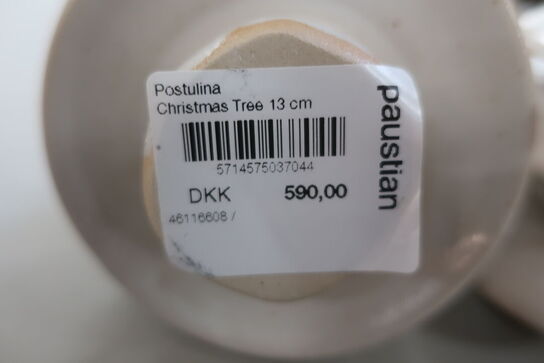 Postulina
Christmas Tree 13 cm
5714575037044
DKK 590,00
46116608 /
paustian